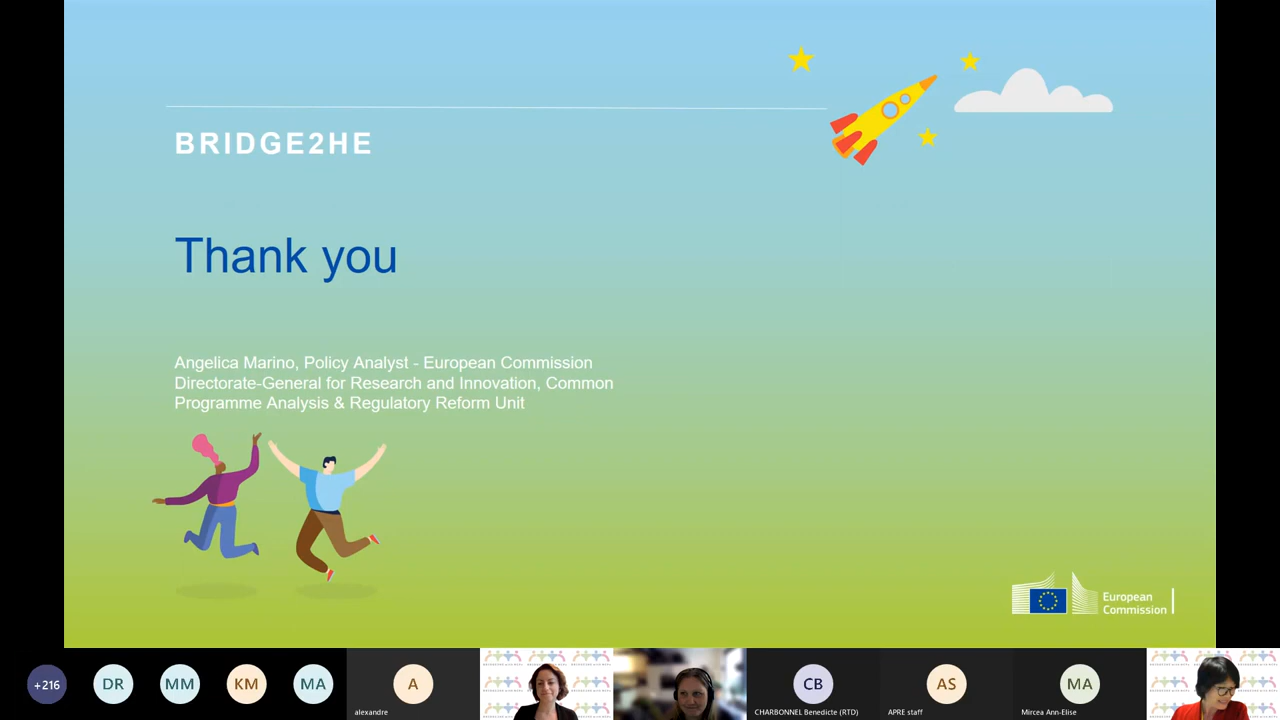 BRIDGE2HE
Thank you
Angelica Marino, Policy Analyst - European Commission
Directorate-General for Research and Innovation, Common
Programme Analysis & Regulatory Reform Unit
European
Commission
+216
DR
MM
KM
MA
A
CB
AS
MA
alexandre
CHARBONNEL Benedicte (RTD)
APRE staff
Mircea Ann-Elise